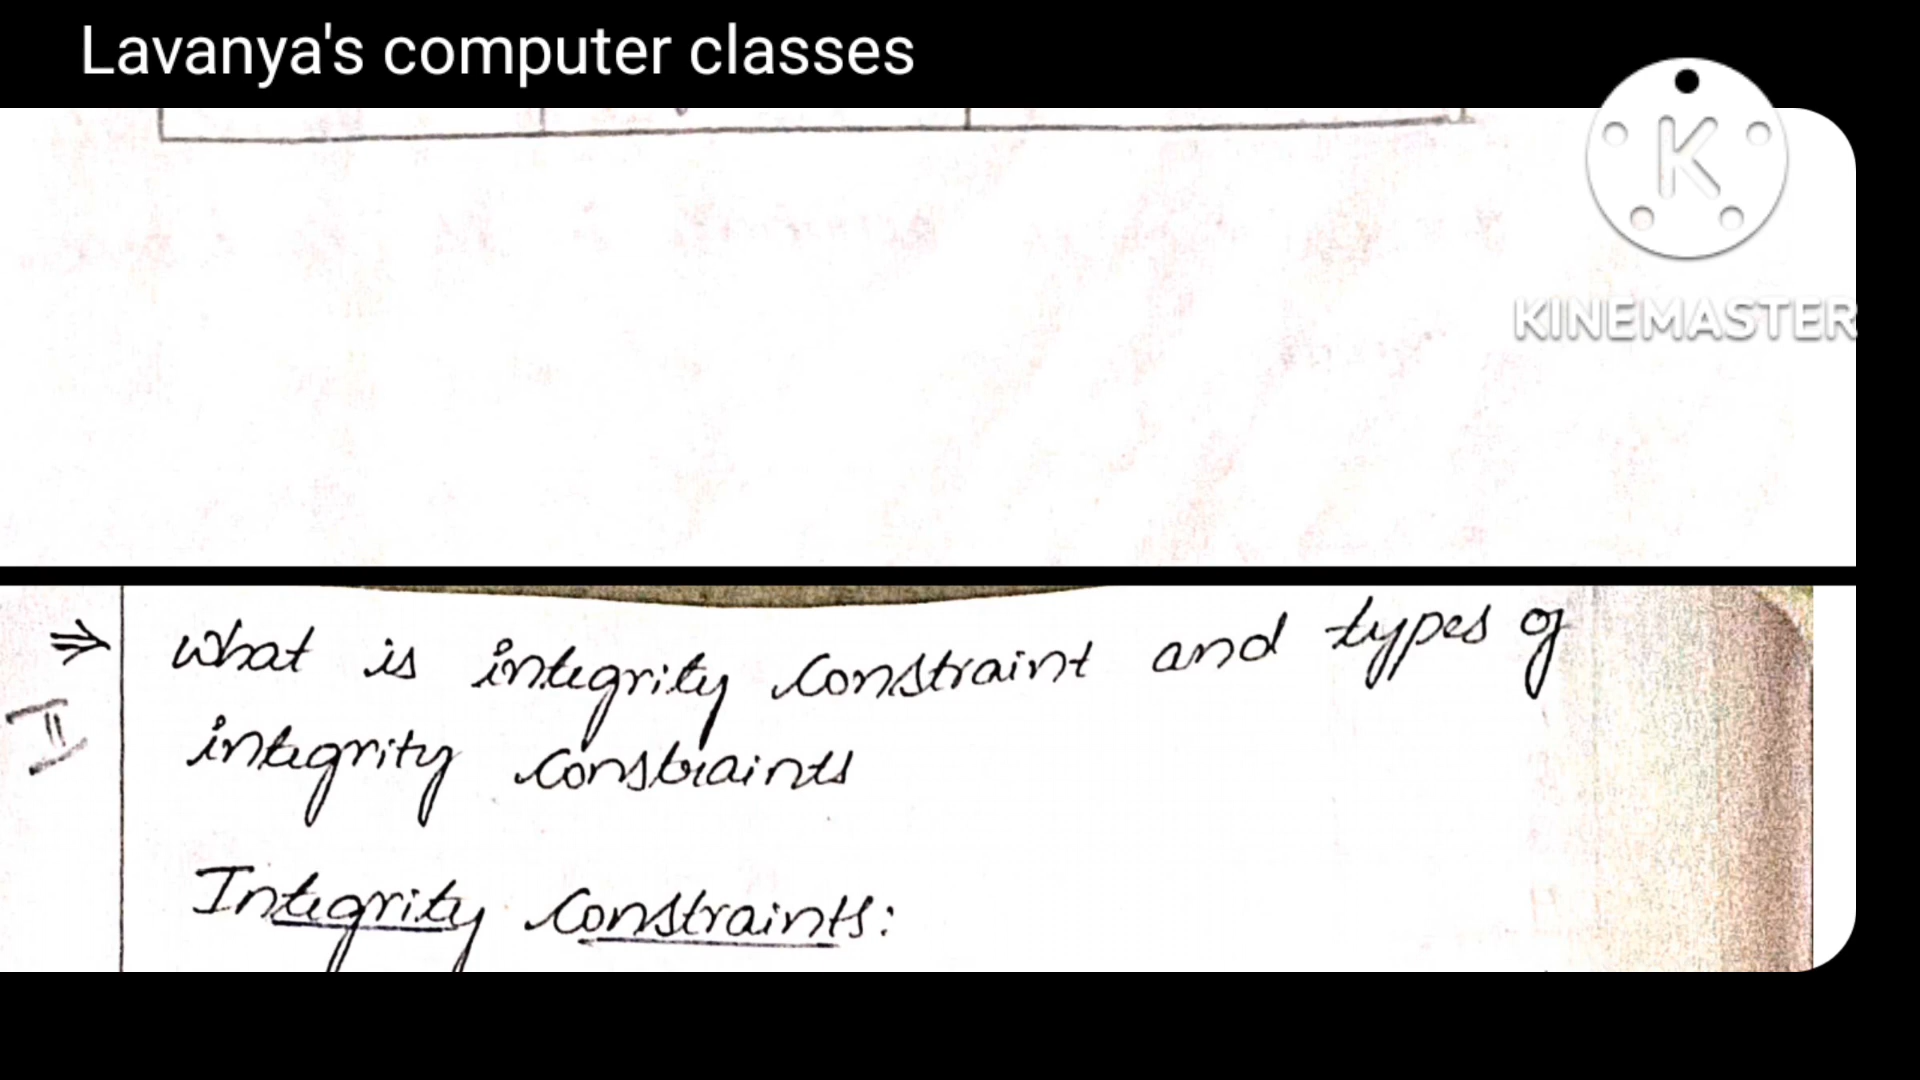 Lavanya's computer classes
K
KINEMASTER
⇒ What is integrity constraint and types of
II
integrity constraints
Integrity constraints: